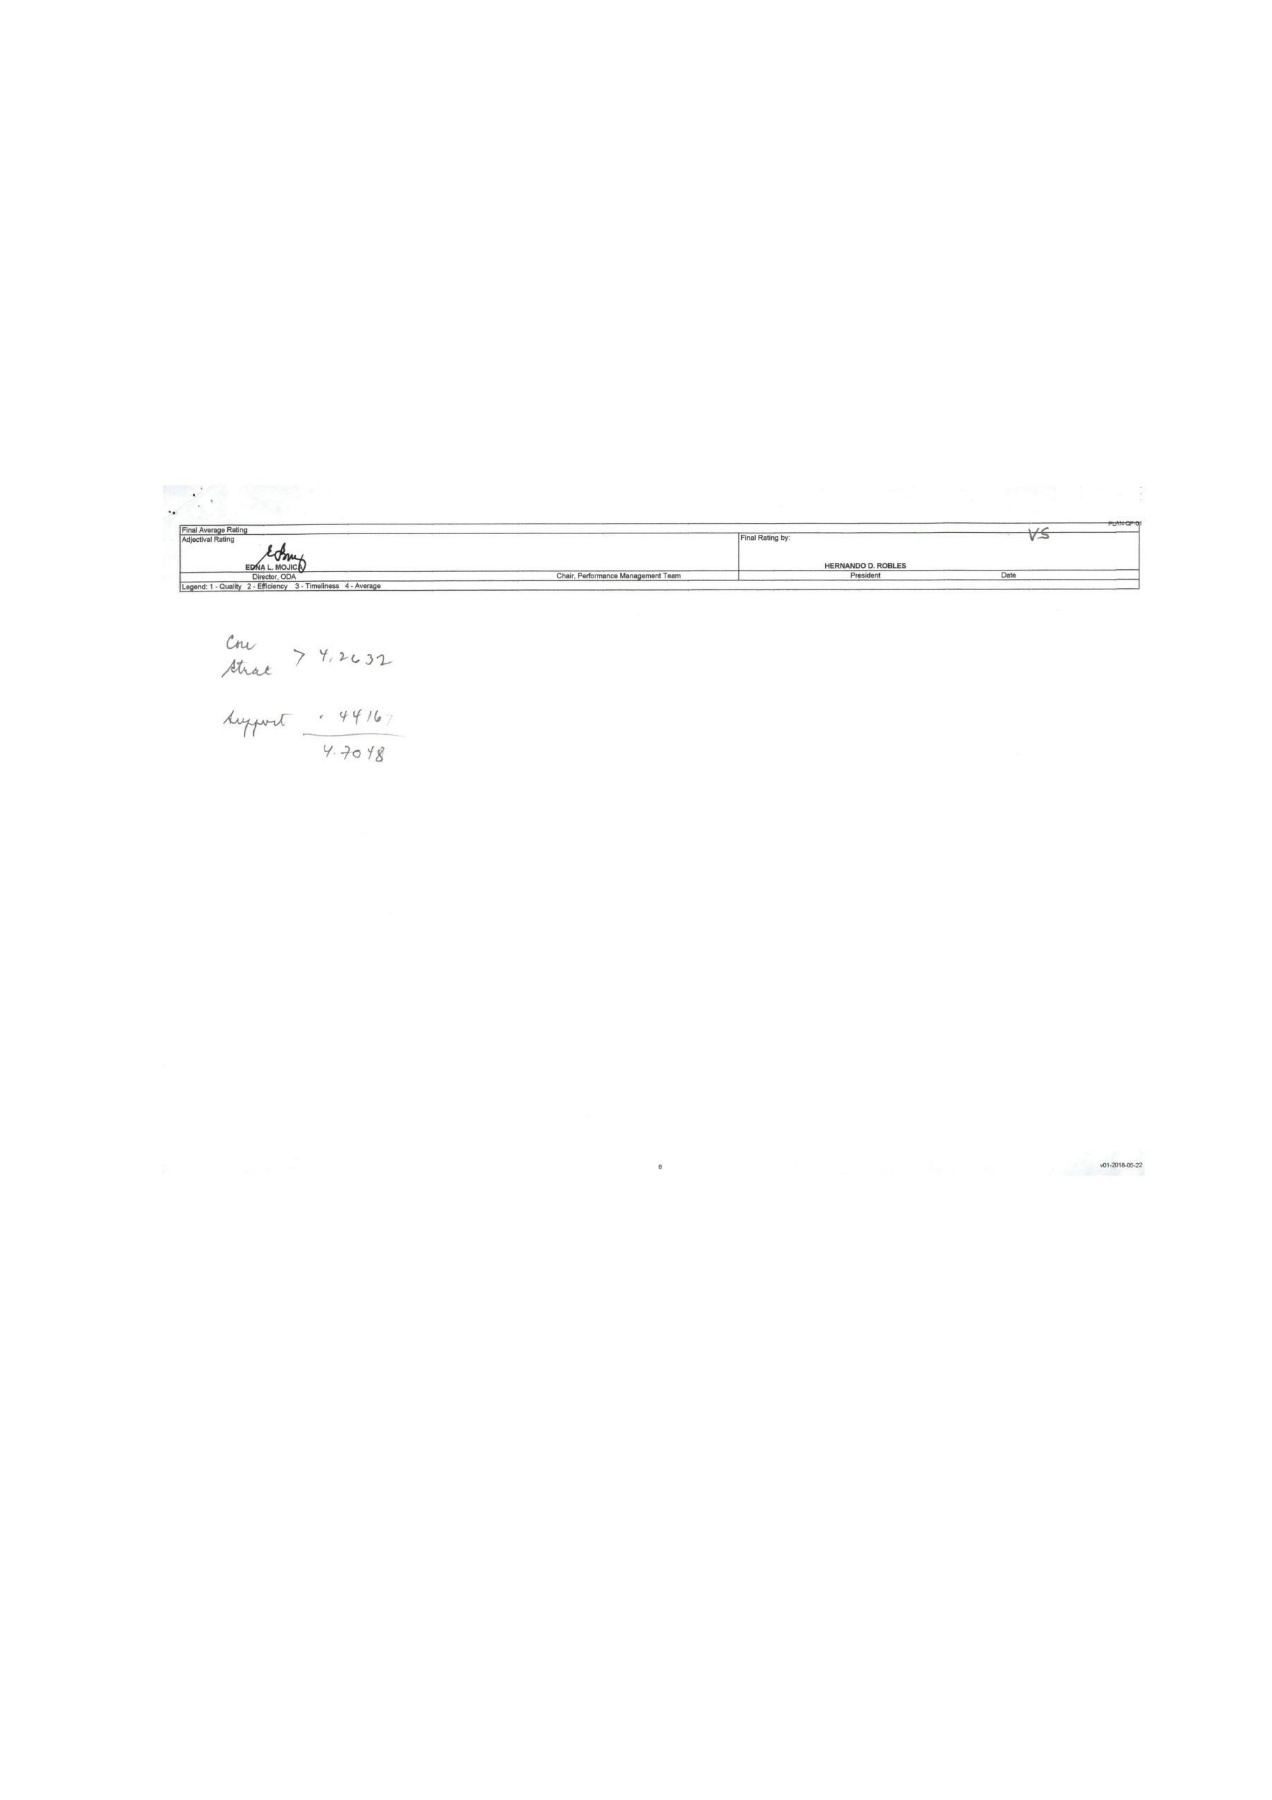 PLAN-QF-01
Final Average Rating
Adjectival Rating
Final Rating by:
VS
EDNA L. MOJICA
HERNANDO D. ROBLES
Director, ODA
Chair, Performance Management Team
President
Date
Legend: 1 - Quality 2 - Efficiency 3 - Timeliness 4 - Average
Core
Strat
> 4.2632
Support .4416
4.7048
6
v01-2018-05-22